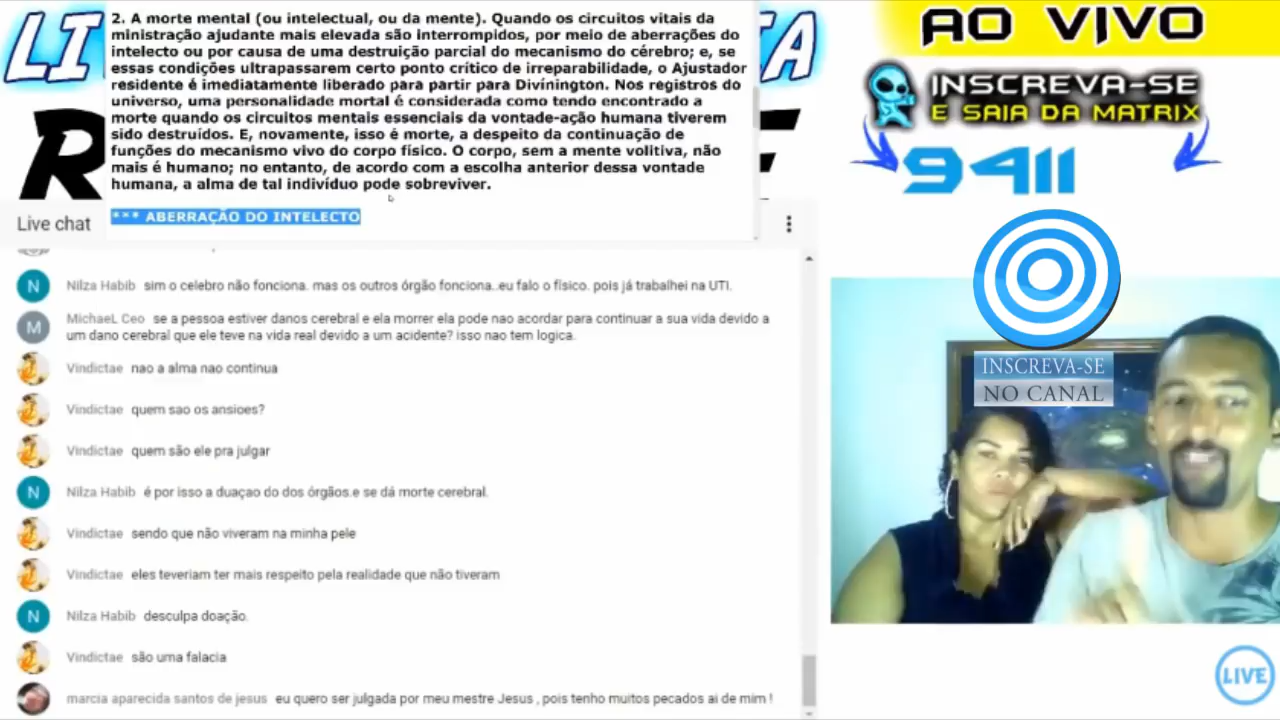 2. A morte mental (ou intelectual, ou da mente). Quando os circuitos vitais da
ministração ajudante mais elevada são interrompidos, por meio de aberrações do
intelecto ou por causa de uma destruição parcial do mecanismo do cérebro; e, se
essas condições ultrapassarem certo ponto crítico de irreparabilidade, o Ajustador
residente é imediatamente liberado para partir para Divínington. Nos registros do
universo, uma personalidade mortal é considerada como tendo encontrado a
morte quando os circuitos mentais essenciais da vontade-ação humana tiverem
sido destruídos. E, novamente, isso é morte, a despeito da continuação de
funções do mecanismo vivo do corpo físico. O corpo, sem a mente volitiva, não
mais é humano; no entanto, de acordo com a escolha anterior dessa vontade
humana, a alma de tal indivíduo pode sobreviver.
*** ABERRAÇÃO DO INTELECTO
Live chat
Nilza Habib sim o celebro não fonciona. mas os outros órgão fonciona..eu falo o físico. pois já trabalhei na UTI.
MichaeL Ceo se a pessoa estiver danos cerebral e ela morrer ela pode nao acordar para continuar a sua vida devido a
um dano cerebral que ele teve na vida real devido a um acidente? isso nao tem logica.
Vindictae nao a alma nao continua
Vindictae quem sao os ansioes?
Vindictae quem são ele pra julgar
Nilza Habib é por isso a duaçao do dos órgãos.e se dá morte cerebral.
Vindictae sendo que não viveram na minha pele
Vindictae eles teveriam ter mais respeito pela realidade que não tiveram
Nilza Habib desculpa doação.
Vindictae são uma falacia
marcia aparecida santos de jesus eu quero ser julgada por meu mestre Jesus , pois tenho muitos pecados ai de mim !
AO VIVO
INSCREVA-SE
E SAIA DA MATRIX
9411
INSCREVA-SE
NO CANAL
LIVE